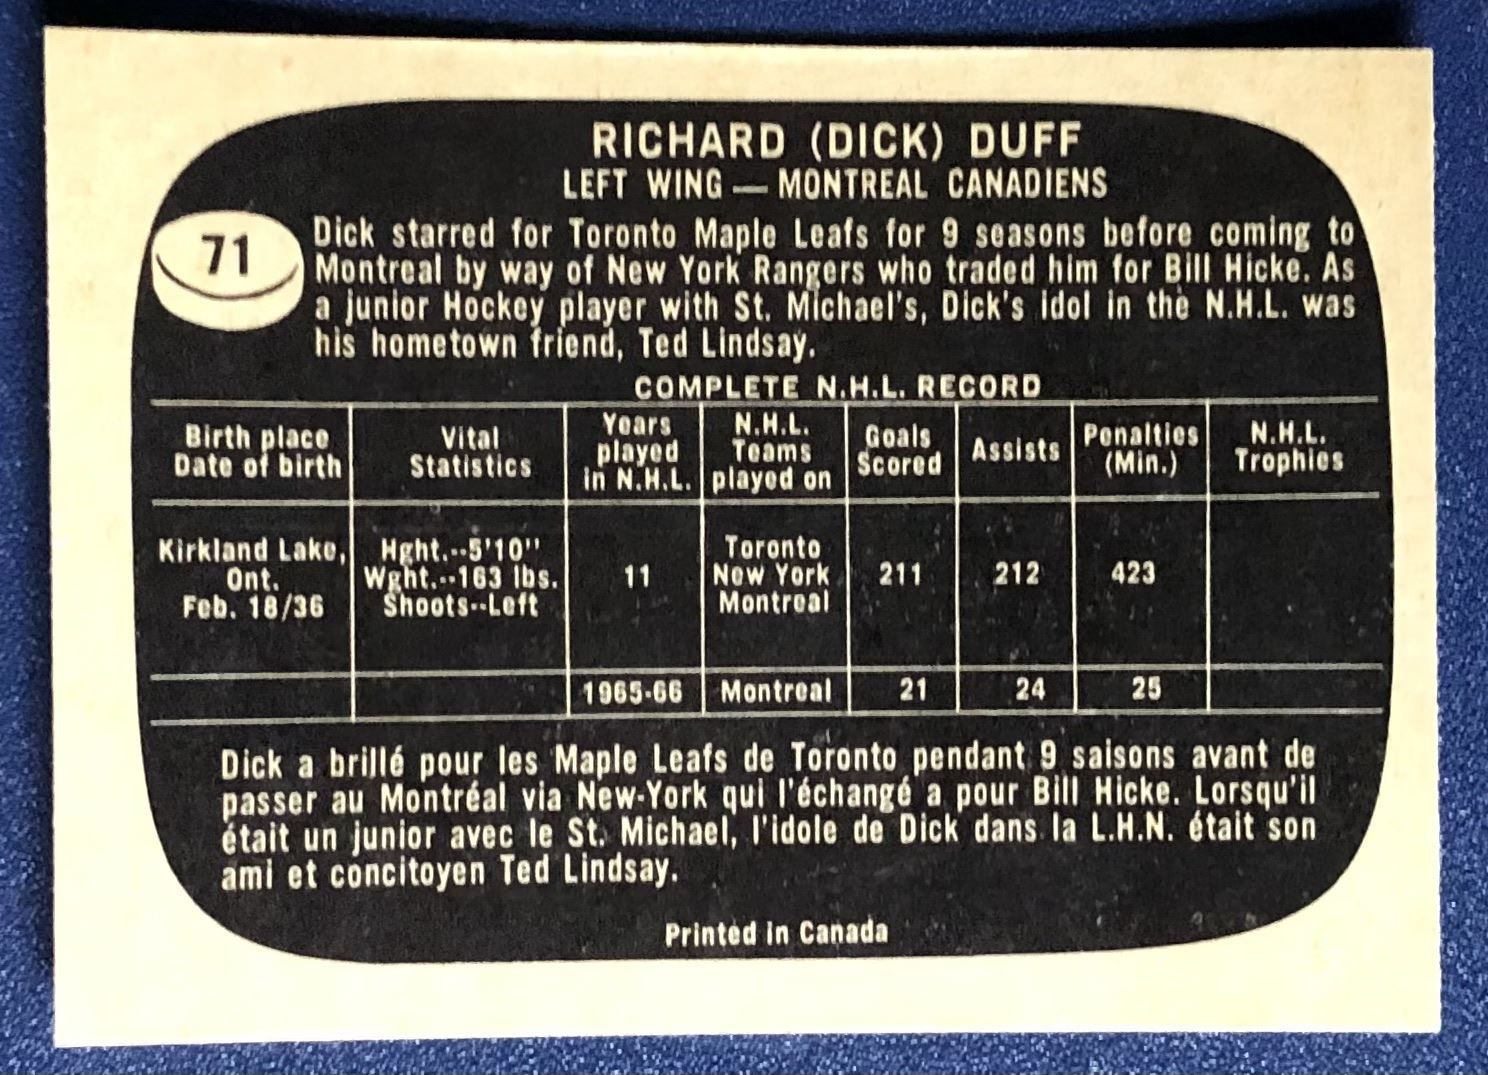 RICHARD (DICK) DUFF
LEFT WING — MONTREAL CANADIENS
71
Dick starred for Toronto Maple Leafs for 9 seasons before coming to
Montreal by way of New York Rangers who traded him for Bill Hicke. As
a junior Hockey player with St. Michael's, Dick's idol in the N.H.L. was
his hometown friend, Ted Lindsay.
COMPLETE N.H.L. RECORD
Birth place
Date of birth
Vital
Statistics
Years
played
in N.H.L.
N.H.L.
Teams
played on
Goals
Scored
Assists
Penalties
(Min.)
N.H.L.
Trophies
Kirkland Lake,
Ont.
Feb. 18/36
Hght.--5'10"
Wght.--163 lbs.
Shoots--Left
11
Toronto
New York
Montreal
211
212
423
1965-66
Montreal
21
24
25
Dick a brillé pour les Maple Leafs de Toronto pendant 9 saisons avant de
passer au Montréal via New-York qui l'échangé a pour Bill Hicke. Lorsqu'il
était un junior avec le St. Michael, l'idole de Dick dans la L.H.N. était son
ami et concitoyen Ted Lindsay.
Printed in Canada